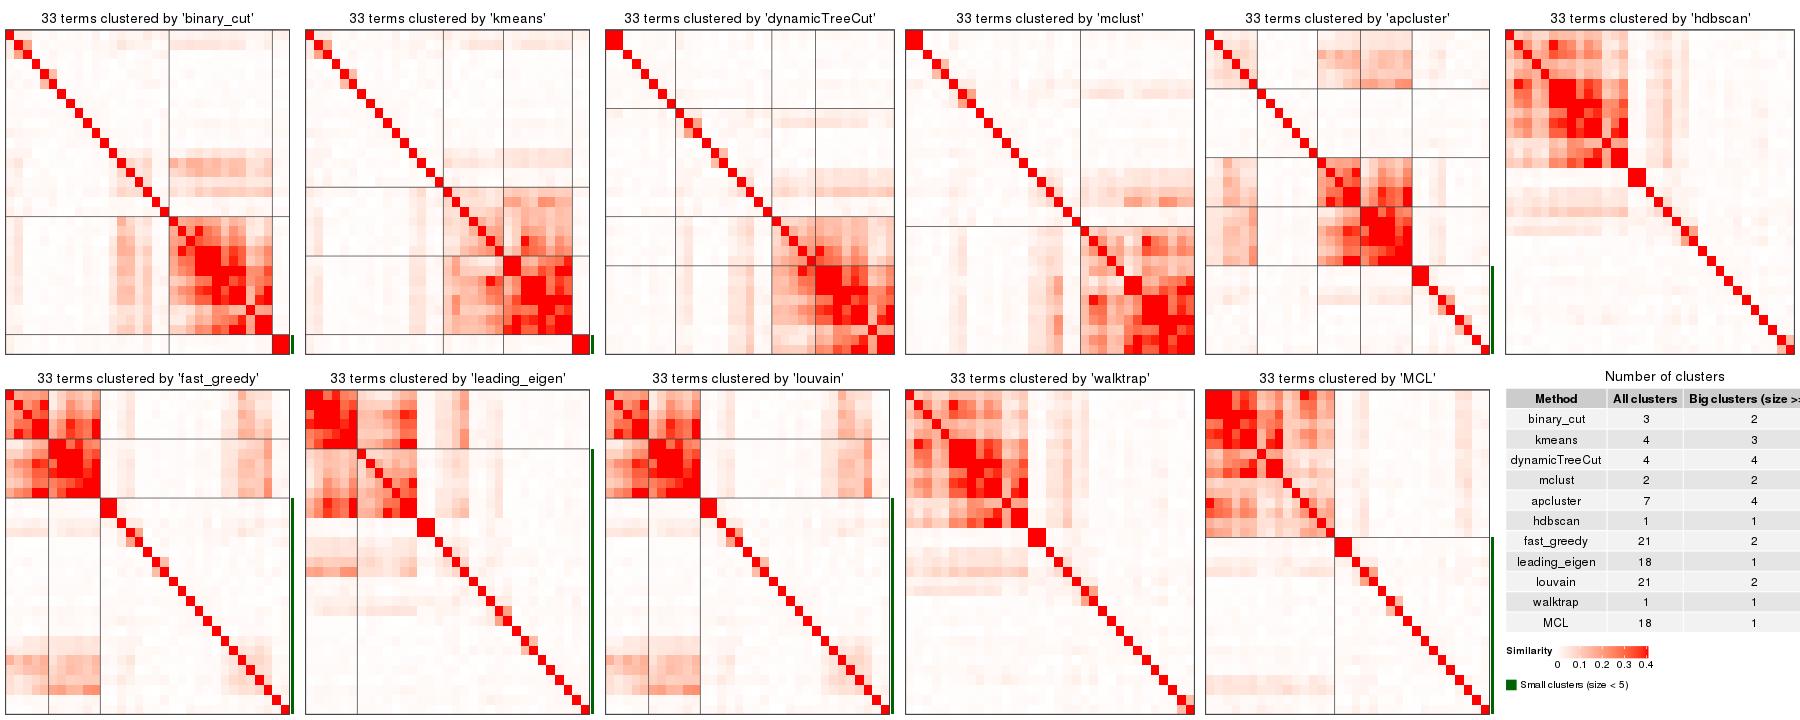 33 terms clustered by 'binary_cut'
33 terms clustered by 'kmeans'
33 terms clustered by 'dynamicTreeCut'
33 terms clustered by 'mclust'
33 terms clustered by 'apcluster'
33 terms clustered by 'hdbscan'
33 terms clustered by 'fast_greedy'
33 terms clustered by 'leading_eigen'
33 terms clustered by 'louvain'
33 terms clustered by 'walktrap'
33 terms clustered by 'MCL'
Number of clusters
Method All clusters Big clusters (size >=
binary_cut 3 2
kmeans 4 3
dynamicTreeCut 4 4
mclust 2 2
apcluster 7 4
hdbscan 1 1
fast_greedy 21 2
leading_eigen 18 1
louvain 21 2
walktrap 1 1
MCL 18 1
Similarity
0 0.1 0.2 0.3 0.4
Small clusters (size < 5)